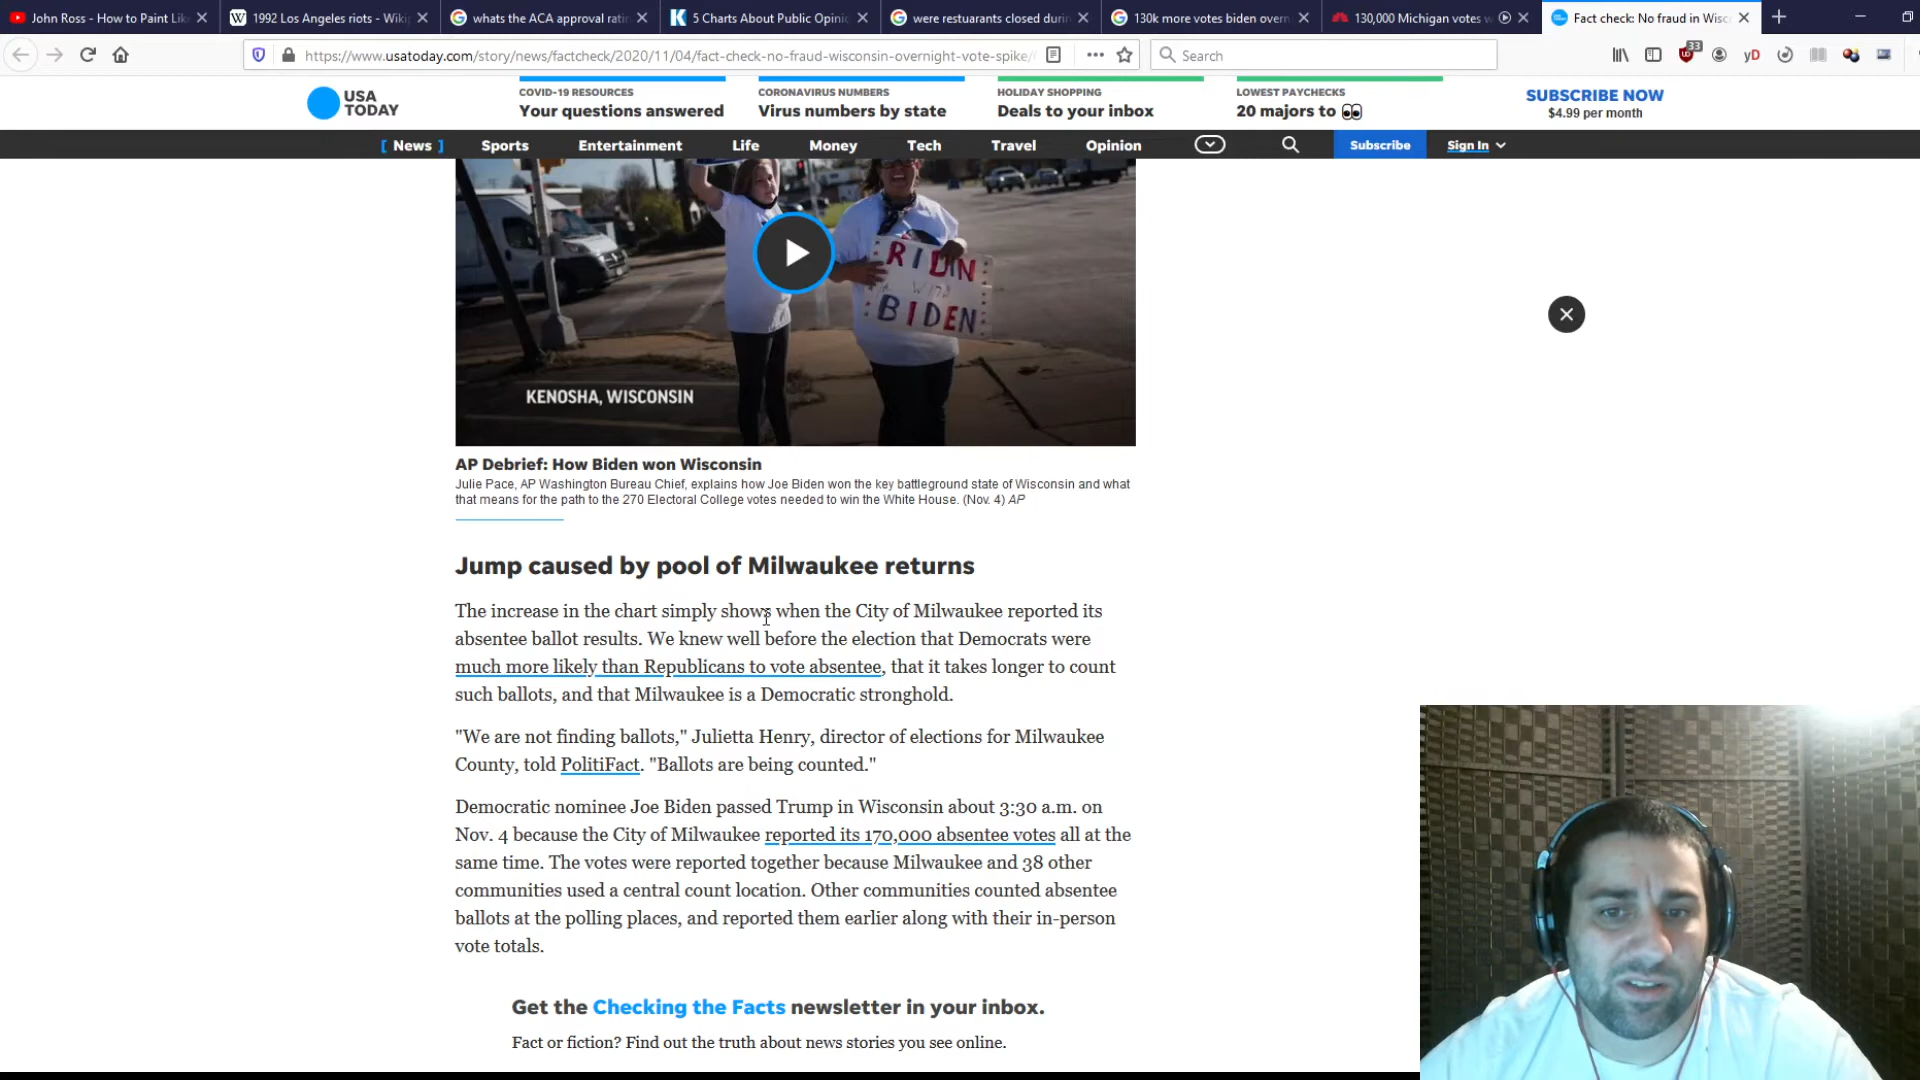 John Ross - How to Paint Lik
1992 Los Angeles riots - Wiki
whats the ACA approval ratin
5 Charts About Public Opinio
were restuarants closed durin
130k more votes biden overn
130,000 Michigan votes w
Fact check: No fraud in Wisc
https://www.usatoday.com/story/news/factcheck/2020/11/04/fact-check-no-fraud-wisconsin-overnight-vote-spike/
Search
33
yD
USA
TODAY
COVID-19 RESOURCES
Your questions answered
CORONAVIRUS NUMBERS
Virus numbers by state
HOLIDAY SHOPPING
Deals to your inbox
LOWEST PAYCHECKS
20 majors to 👀
SUBSCRIBE NOW
$4.99 per month
[ News ]
Sports
Entertainment
Life
Money
Tech
Travel
Opinion
Subscribe
Sign In
RIDIN
WITH
BIDEN
KENOSHA, WISCONSIN
AP Debrief: How Biden won Wisconsin
Julie Pace, AP Washington Bureau Chief, explains how Joe Biden won the key battleground state of Wisconsin and what
that means for the path to the 270 Electoral College votes needed to win the White House. (Nov. 4) AP
Jump caused by pool of Milwaukee returns
The increase in the chart simply shows when the City of Milwaukee reported its
absentee ballot results. We knew well before the election that Democrats were
much more likely than Republicans to vote absentee, that it takes longer to count
such ballots, and that Milwaukee is a Democratic stronghold.
"We are not finding ballots," Julietta Henry, director of elections for Milwaukee
County, told PolitiFact. "Ballots are being counted."
Democratic nominee Joe Biden passed Trump in Wisconsin about 3:30 a.m. on
Nov. 4 because the City of Milwaukee reported its 170,000 absentee votes all at the
same time. The votes were reported together because Milwaukee and 38 other
communities used a central count location. Other communities counted absentee
ballots at the polling places, and reported them earlier along with their in-person
vote totals.
Get the Checking the Facts newsletter in your inbox.
Fact or fiction? Find out the truth about news stories you see online.